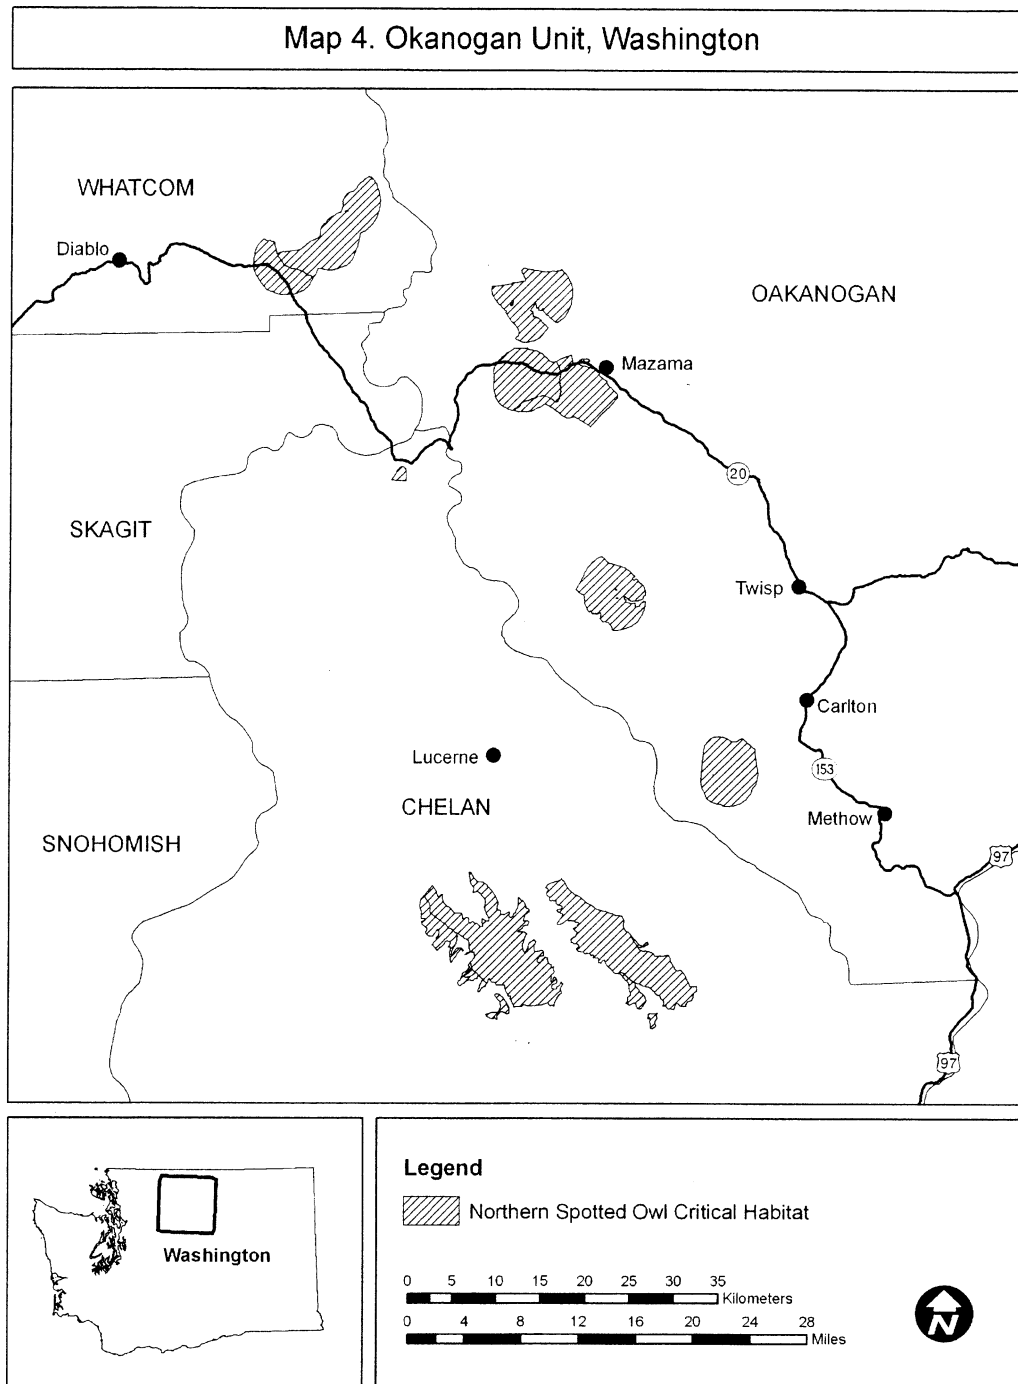 Map 4. Okanogan Unit, Washington
WHATCOM
Diablo
OAKANOGAN
Mazama
20
SKAGIT
Twisp
Carlton
Lucerne
153
CHELAN
Methow
SNOHOMISH
97
97
Legend
Northern Spotted Owl Critical Habitat
Washington
0 5 10 15 20 25 30 35
Kilometers
0 4 8 12 16 20 24 28
Miles
N